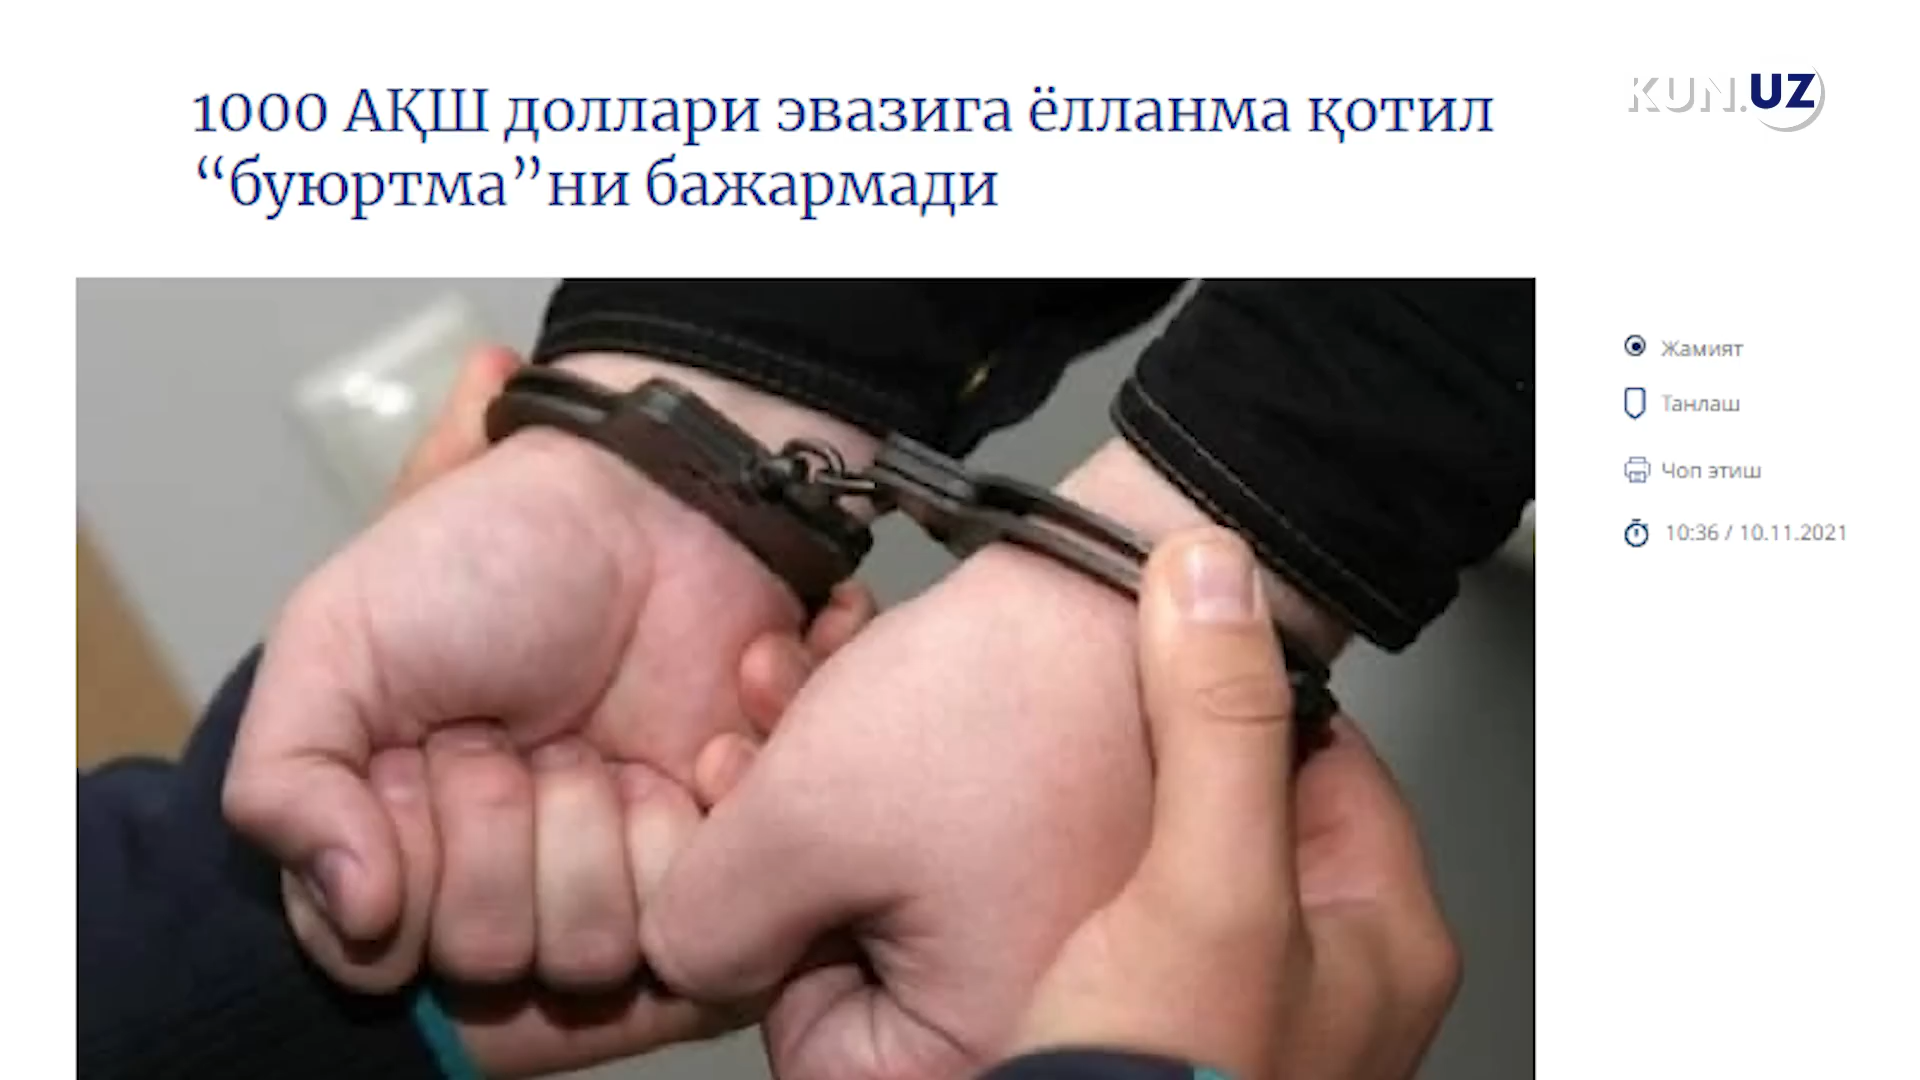 1000 АҚШ доллари эвазига ёлланма қотил
“буюртма”ни бажармади
KUN.UZ
Жамият
Танлаш
Чоп этиш
10:36 / 10.11.2021